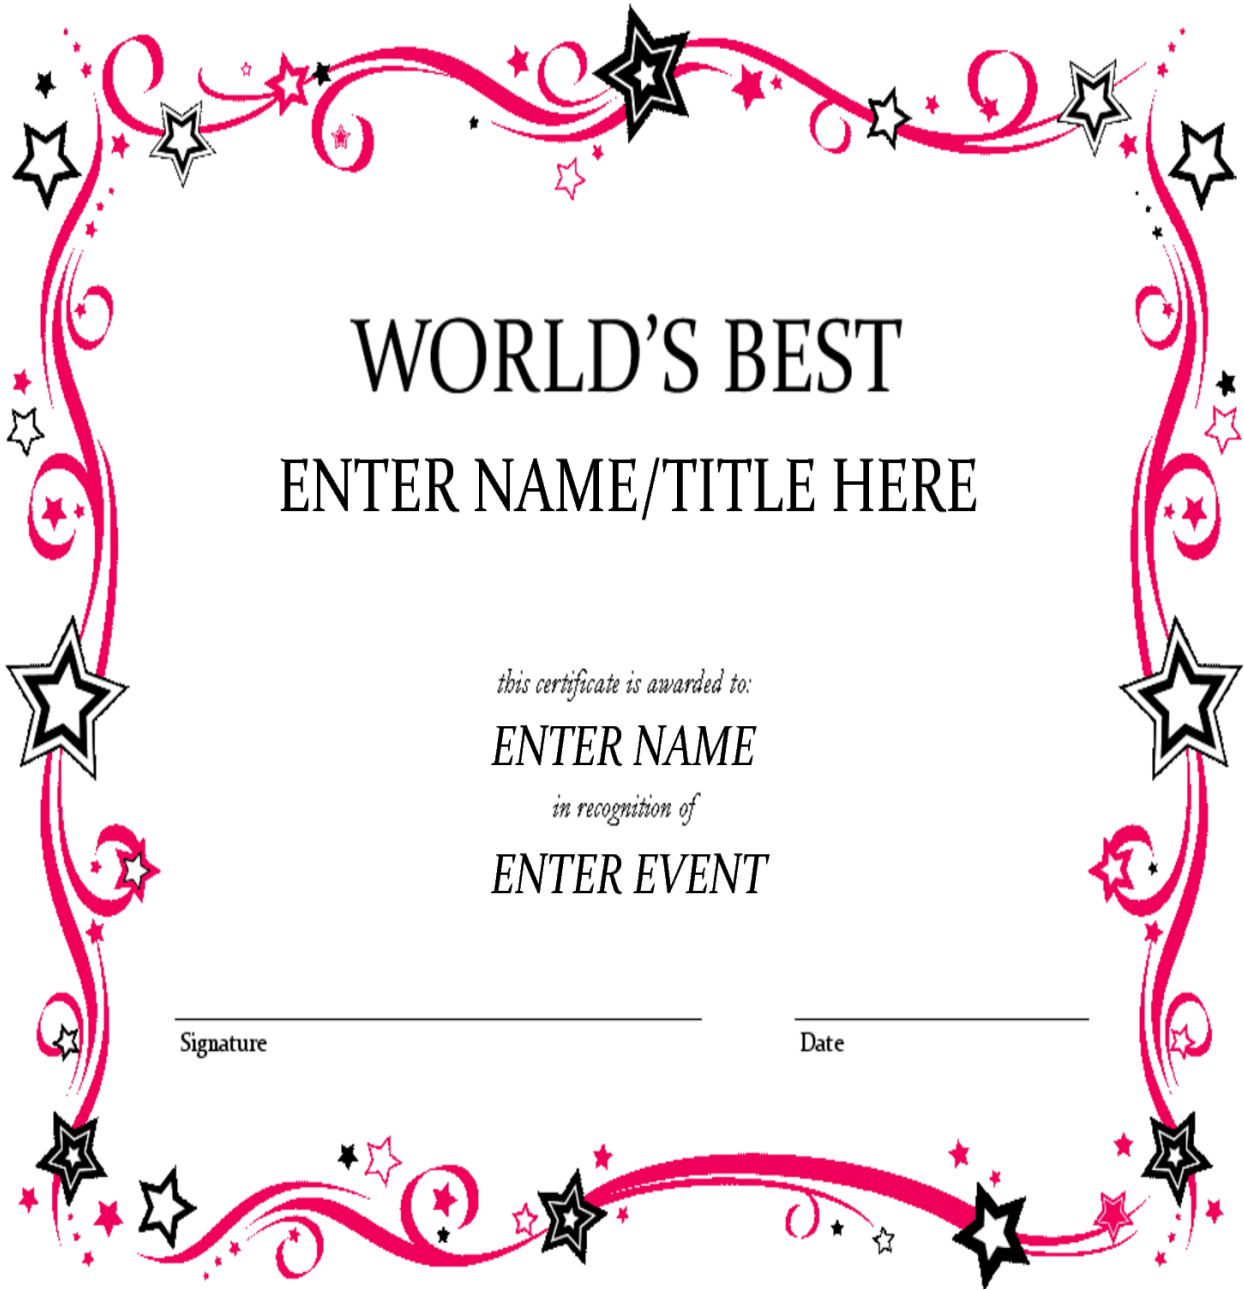 WORLD’S BEST
ENTER NAME/TITLE HERE
this certificate is awarded to:
ENTER NAME
in recognition of
ENTER EVENT
Signature
Date